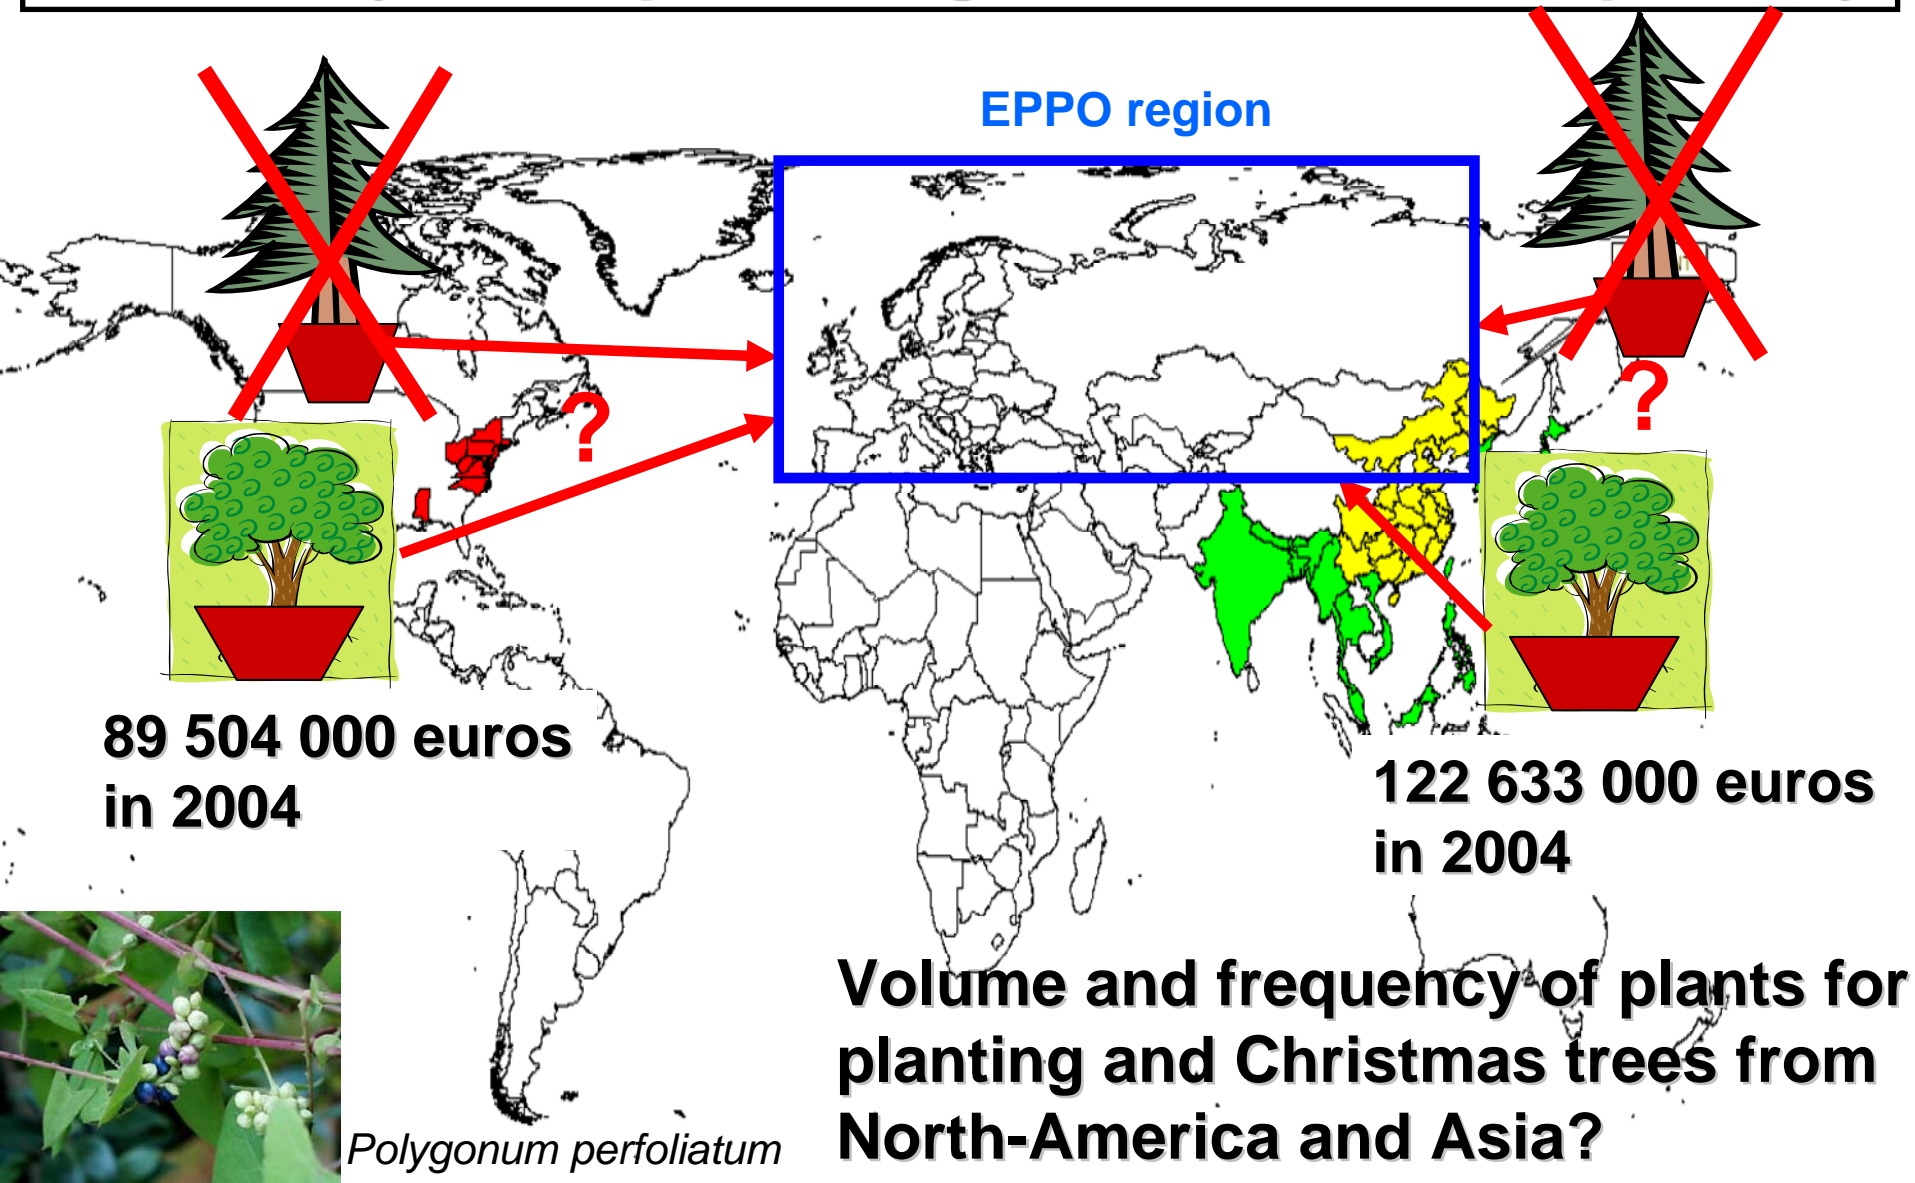 EPPO region
?
?
89 504 000 euros
in 2004
122 633 000 euros
in 2004
Volume and frequency of plants for
planting and Christmas trees from
North-America and Asia?
Polygonum perfoliatum